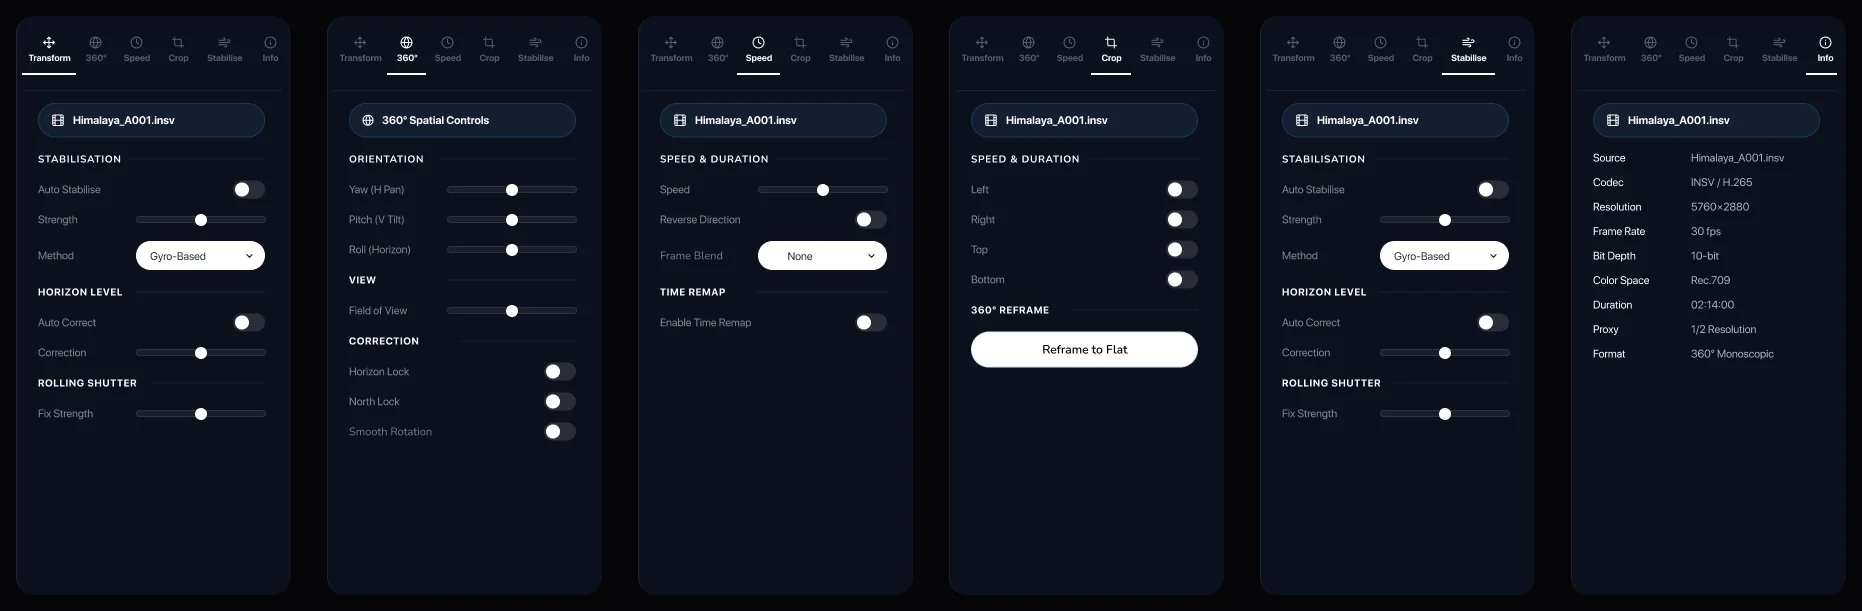 Transform 360° Speed Crop Stabilise Info
Himalaya_A001.insv
STABILISATION
Auto Stabilise
Strength
Method Gyro-Based
HORIZON LEVEL
Auto Correct
Correction
ROLLING SHUTTER
Fix Strength
Transform 360° Speed Crop Stabilise Info
360° Spatial Controls
ORIENTATION
Yaw (H Pan)
Pitch (V Tilt)
Roll (Horizon)
VIEW
Field of View
CORRECTION
Horizon Lock
North Lock
Smooth Rotation
Transform 360° Speed Crop Stabilise Info
Himalaya_A001.insv
SPEED & DURATION
Speed
Reverse Direction
Frame Blend None
TIME REMAP
Enable Time Remap
Transform 360° Speed Crop Stabilise Info
Himalaya_A001.insv
SPEED & DURATION
Left
Right
Top
Bottom
360° REFRAME
Reframe to Flat
Transform 360° Speed Crop Stabilise Info
Himalaya_A001.insv
STABILISATION
Auto Stabilise
Strength
Method Gyro-Based
HORIZON LEVEL
Auto Correct
Correction
ROLLING SHUTTER
Fix Strength
Transform 360° Speed Crop Stabilise Info
Himalaya_A001.insv
Source Himalaya_A001.insv
Codec INSV / H.265
Resolution 5760×2880
Frame Rate 30 fps
Bit Depth 10-bit
Color Space Rec.709
Duration 02:14:00
Proxy 1/2 Resolution
Format 360° Monoscopic